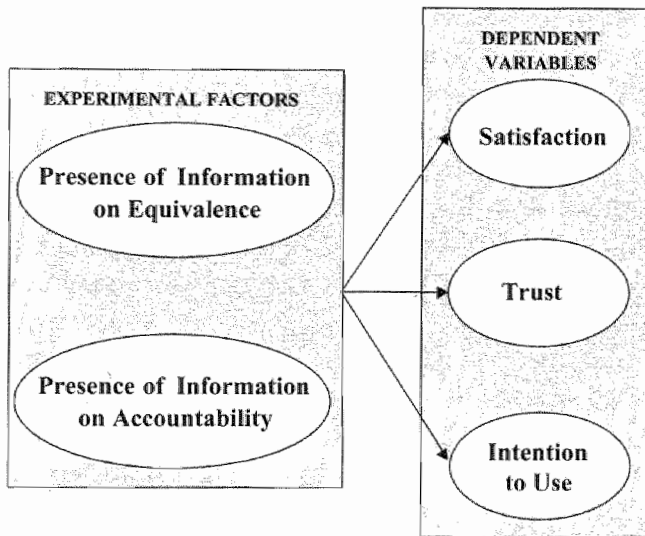 EXPERIMENTAL FACTORS
Presence of Information
on Equivalence
Presence of Information
on Accountability
DEPENDENT
VARIABLES
Satisfaction
Trust
Intention
to Use